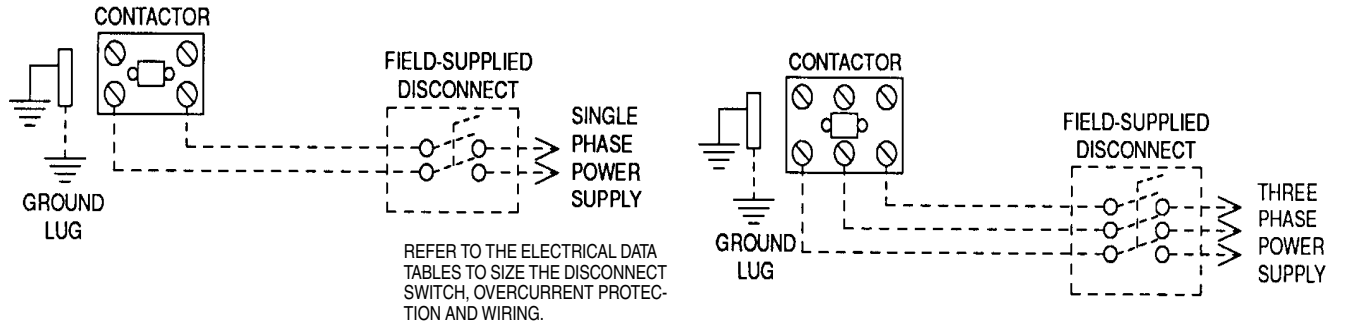 CONTACTOR
FIELD-SUPPLIED
DISCONNECT
SINGLE
PHASE
POWER
SUPPLY
GROUND
LUG
REFER TO THE ELECTRICAL DATA
TABLES TO SIZE THE DISCONNECT
SWITCH, OVERCURRENT PROTEC-
TION AND WIRING.
CONTACTOR
FIELD-SUPPLIED
DISCONNECT
THREE
PHASE
POWER
SUPPLY
GROUND
LUG